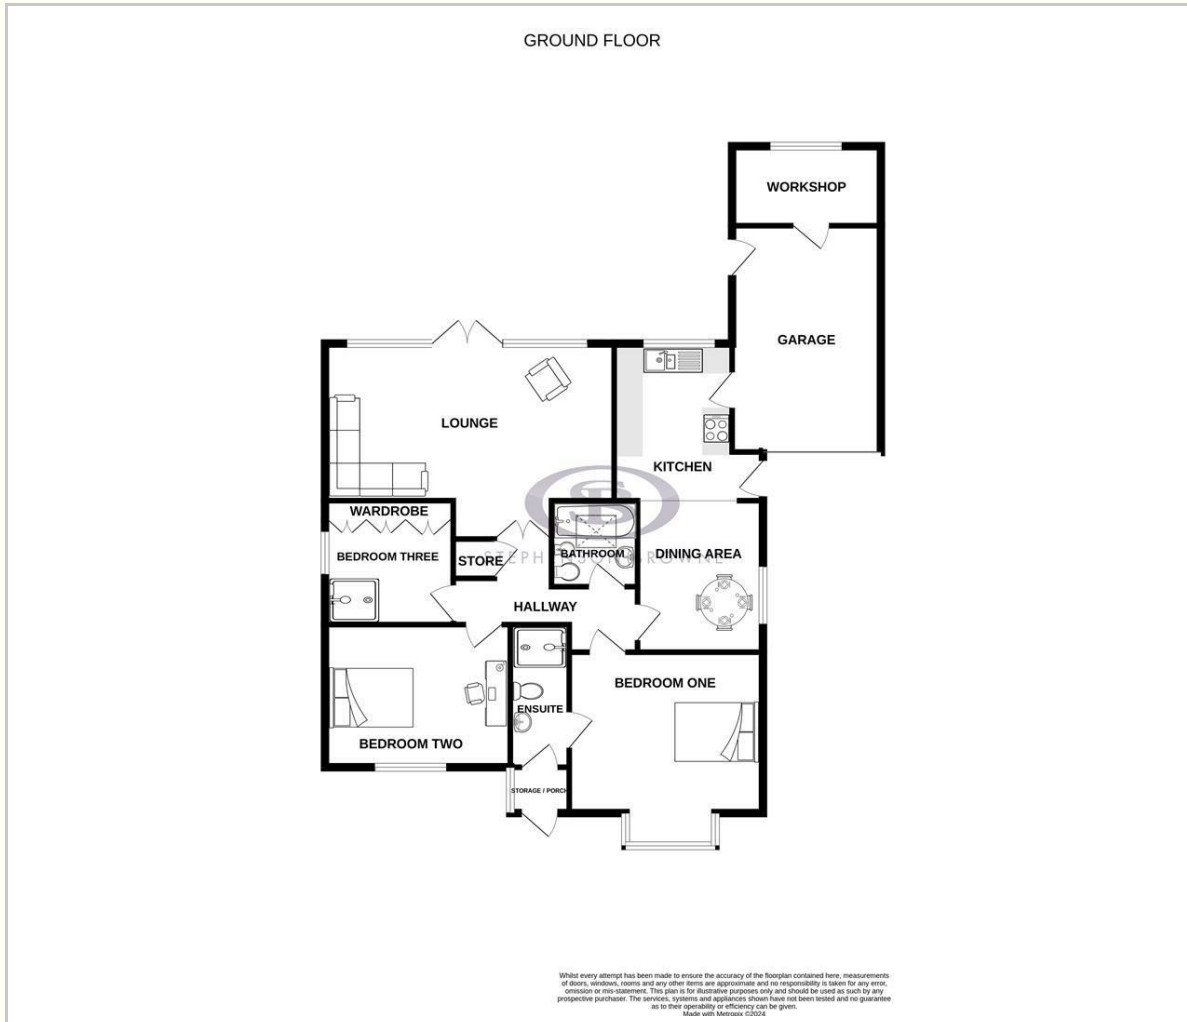 GROUND FLOOR
WORKSHOP
GARAGE
LOUNGE
KITCHEN
WARDROBE
BEDROOM THREE
STORE
BATHROOM
DINING AREA
STEPHENSON BROWNE
HALLWAY
BEDROOM ONE
ENSUITE
BEDROOM TWO
STORAGE / PORCH
Whilst every attempt has been made to ensure the accuracy of the floorplan contained here, measurements
of doors, windows, rooms and any other items are approximate and no responsibility is taken for any error,
omission or mis-statement. This plan is for illustrative purposes only and should be used as such by any
prospective purchaser. The services, systems and appliances shown have not been tested and no guarantee
as to their operability or efficiency can be given.
Made with Metropix ©2024